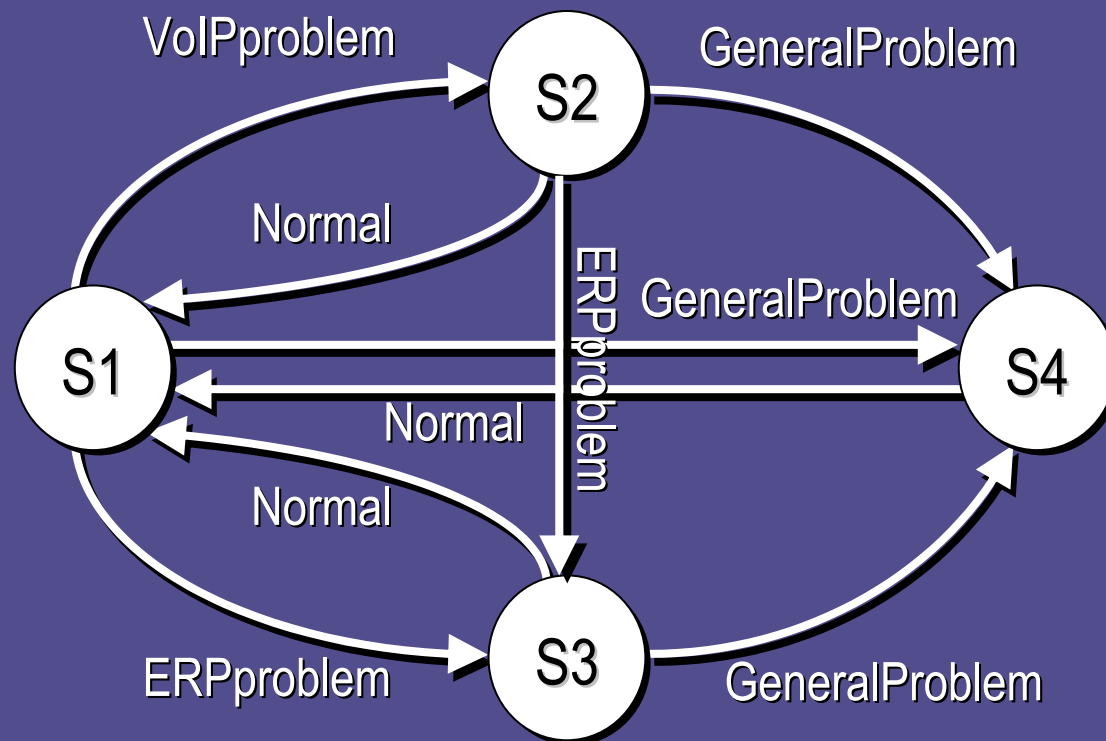 VoIPproblem
GeneralProblem
S2
Normal
ERPproblem
GeneralProblem
S1
S4
Normal
Normal
ERPproblem
S3
GeneralProblem